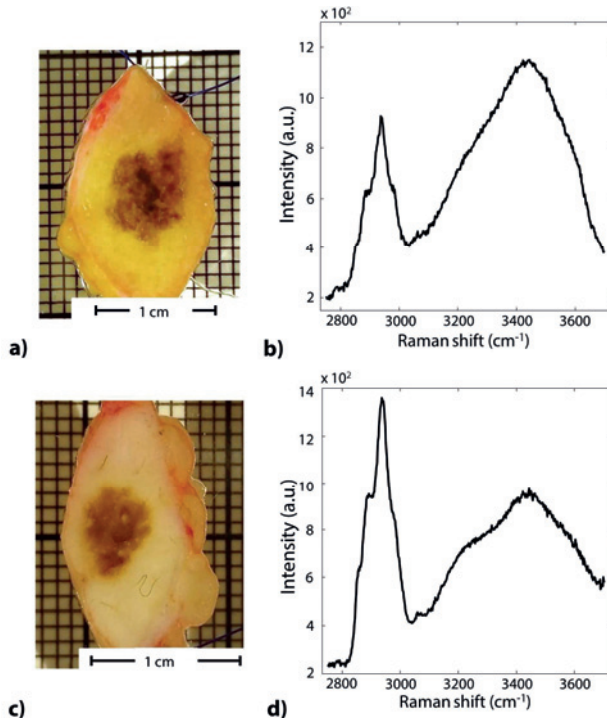 1 cm
a)
x 10²
12
10
8
6
4
2
Intensity (a.u.)
2800 3000 3200 3400 3600
Raman shift (cm⁻¹)
b)
1 cm
c)
x 10²
14
12
10
8
6
4
2
Intensity (a.u.)
2800 3000 3200 3400 3600
Raman shift (cm⁻¹)
d)